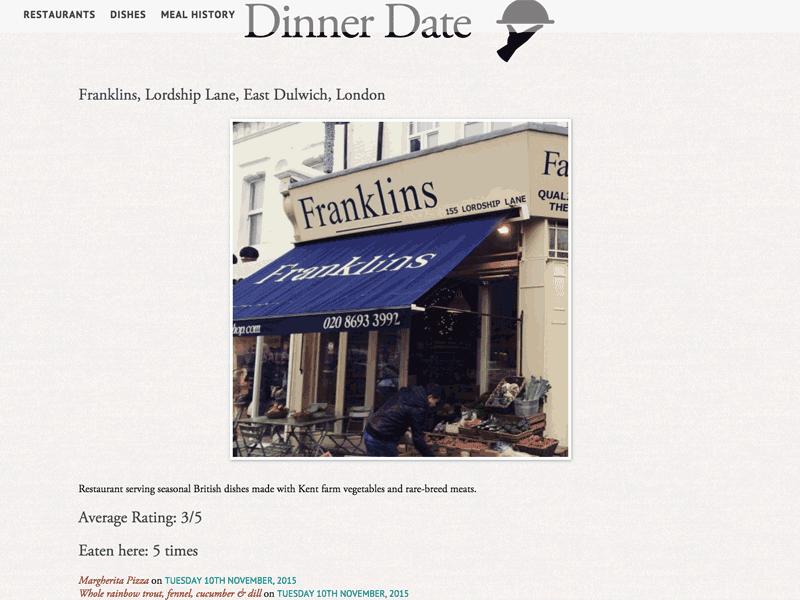 RESTAURANTS DISHES MEAL HISTORY
Dinner Date
Franklins, Lordship Lane, East Dulwich, London
Franklins
155 LORDSHIP LANE
Fa
QUAL
THE
Franklins
hop.com
020 8693 3992
Restaurant serving seasonal British dishes made with Kent farm vegetables and rare-breed meats.
Average Rating: 3/5
Eaten here: 5 times
Margherita Pizza on TUESDAY 10TH NOVEMBER, 2015
Whole rainbow trout, fennel, cucumber & dill on TUESDAY 10TH NOVEMBER, 2015